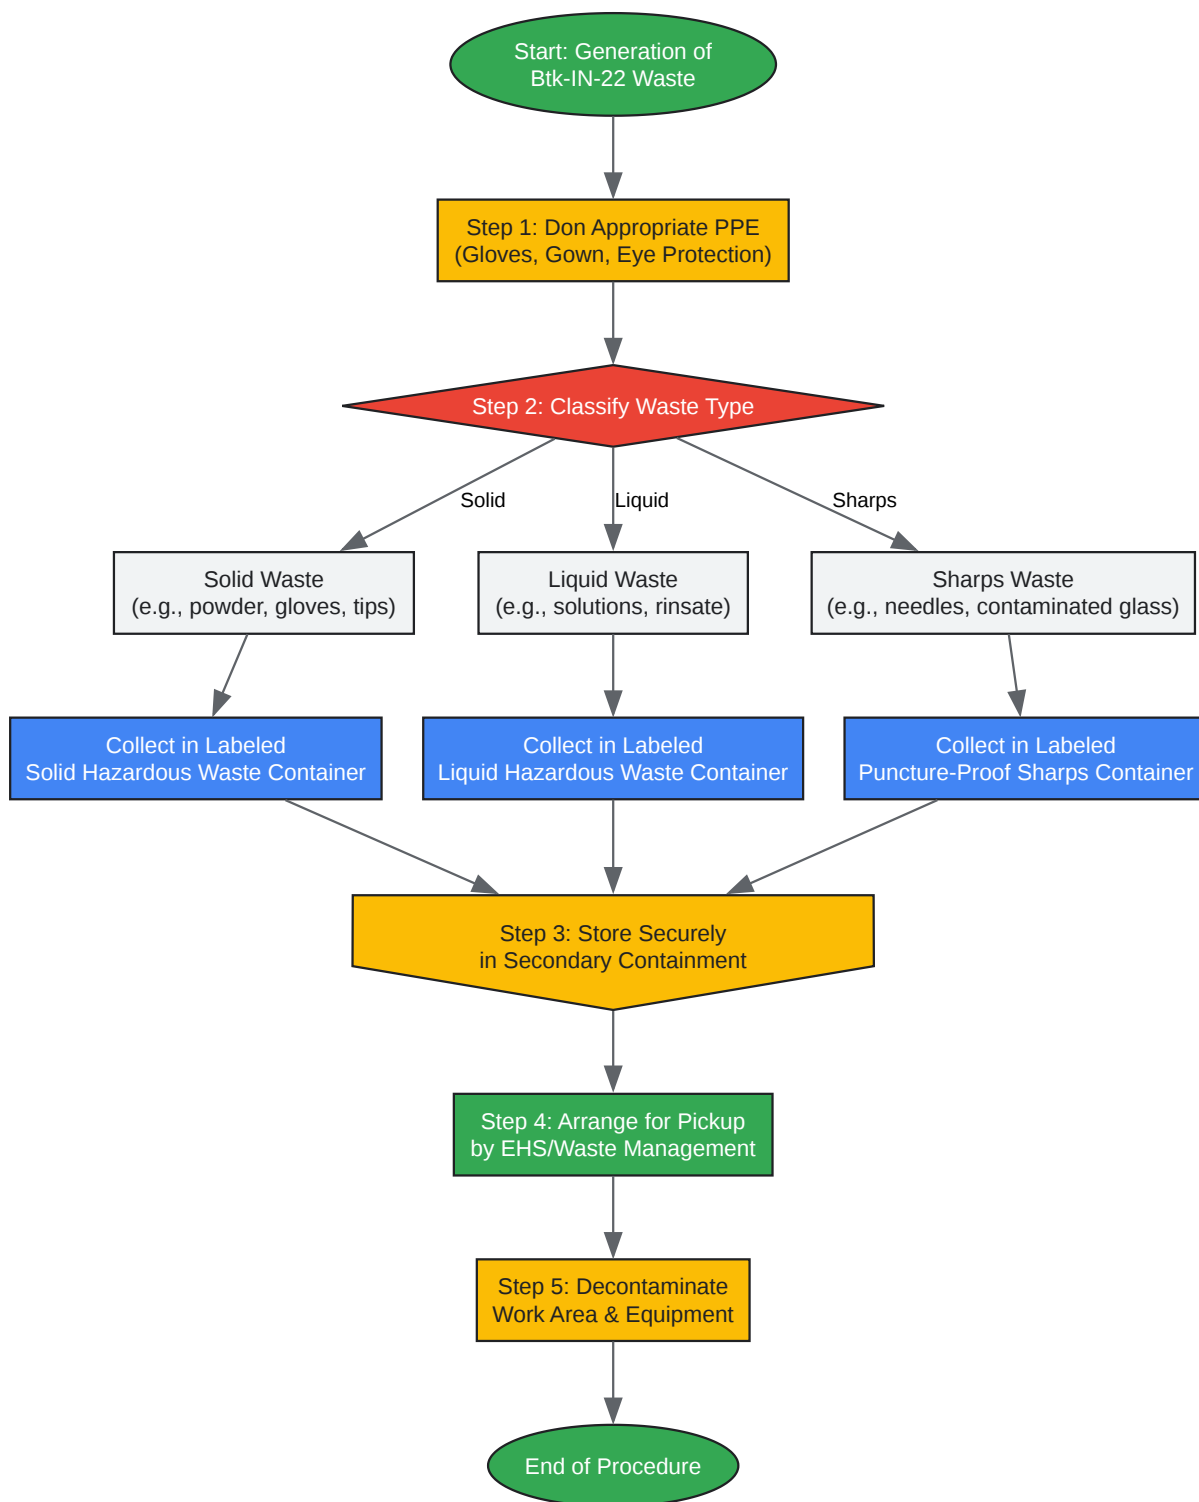 Start: Generation of
Btk-IN-22 Waste
Step 1: Don Appropriate PPE
(Gloves, Gown, Eye Protection)
Step 2: Classify Waste Type
Solid
Liquid
Sharps
Solid Waste
(e.g., powder, gloves, tips)
Liquid Waste
(e.g., solutions, rinsate)
Sharps Waste
(e.g., needles, contaminated glass)
Collect in Labeled
Solid Hazardous Waste Container
Collect in Labeled
Liquid Hazardous Waste Container
Collect in Labeled
Puncture-Proof Sharps Container
Step 3: Store Securely
in Secondary Containment
Step 4: Arrange for Pickup
by EHS/Waste Management
Step 5: Decontaminate
Work Area & Equipment
End of Procedure